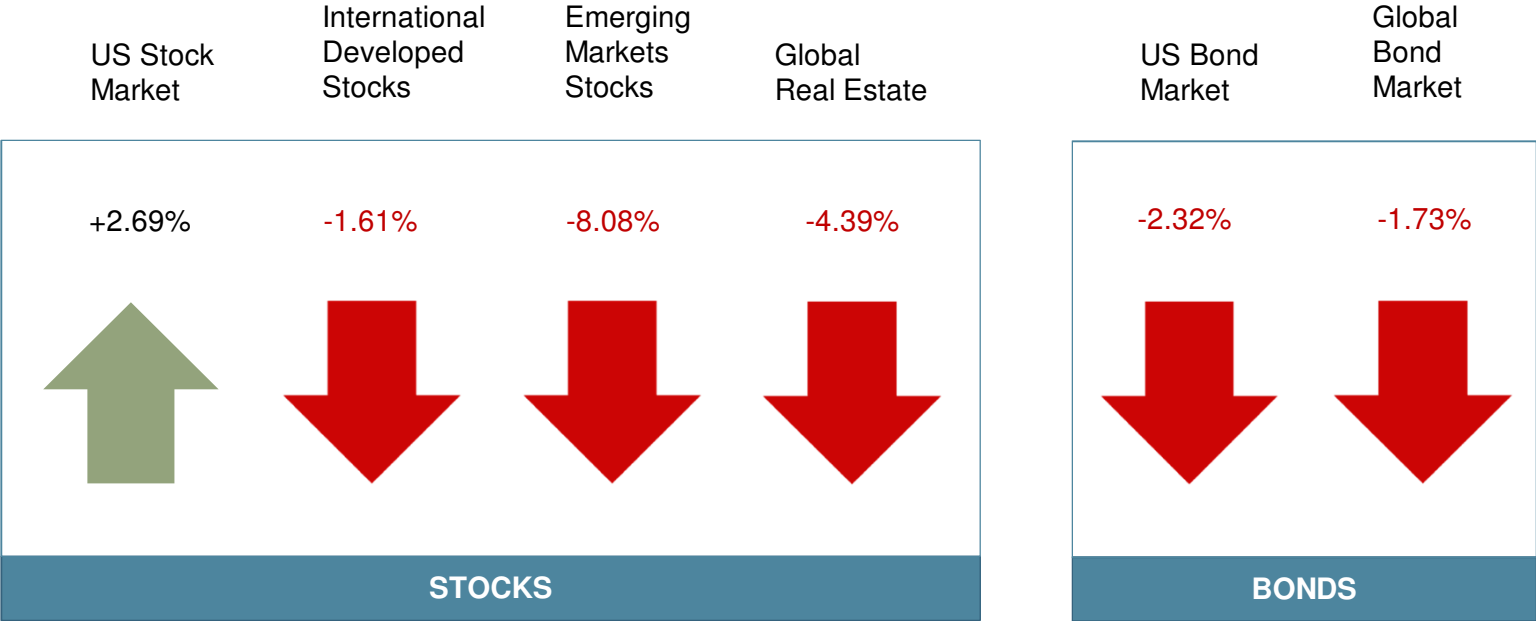 US Stock
Market
International
Developed
Stocks
Emerging
Markets
Stocks
Global
Real Estate
US Bond
Market
Global
Bond
Market
+2.69%
-1.61%
-8.08%
-4.39%
-2.32%
-1.73%
STOCKS
BONDS